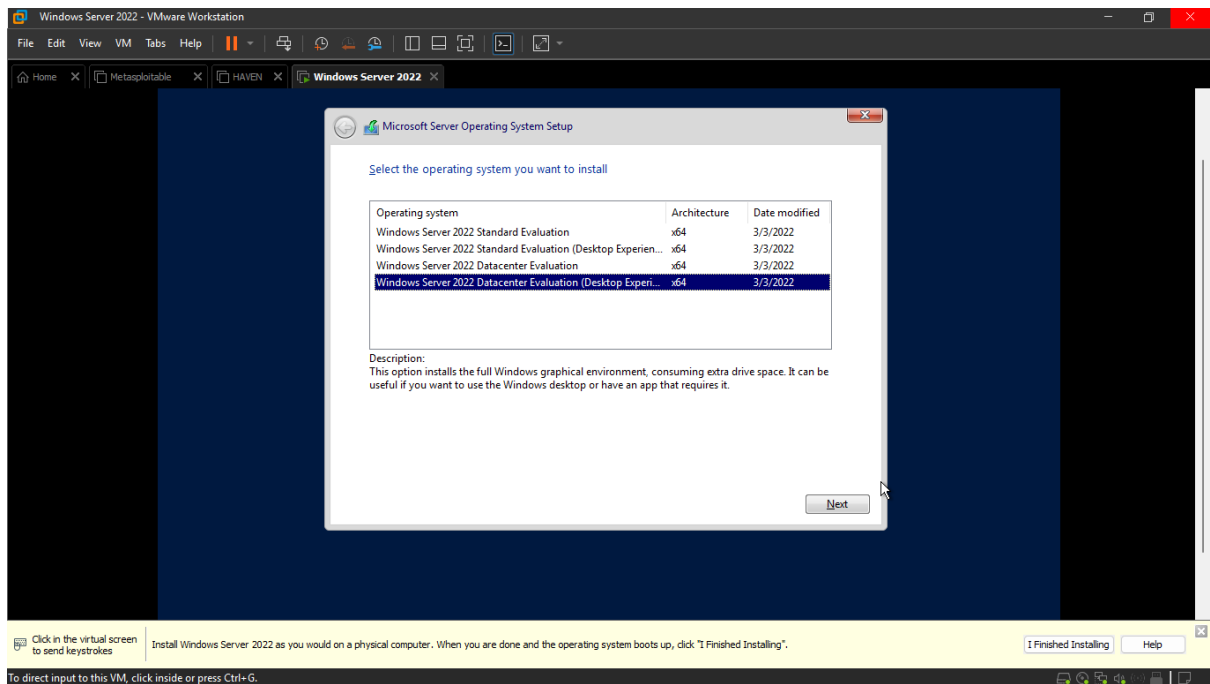 Windows Server 2022 - VMware Workstation
File Edit View VM Tabs Help
Home Metasploitable HAVEN Windows Server 2022
Microsoft Server Operating System Setup
Select the operating system you want to install
Operating system Architecture Date modified
Windows Server 2022 Standard Evaluation x64 3/3/2022
Windows Server 2022 Standard Evaluation (Desktop Experien... x64 3/3/2022
Windows Server 2022 Datacenter Evaluation x64 3/3/2022
Windows Server 2022 Datacenter Evaluation (Desktop Experi... x64 3/3/2022
Description:
This option installs the full Windows graphical environment, consuming extra drive space. It can be
useful if you want to use the Windows desktop or have an app that requires it.
Next
Click in the virtual screen
to send keystrokes
Install Windows Server 2022 as you would on a physical computer. When you are done and the operating system boots up, click "I Finished Installing".
I Finished Installing Help
To direct input to this VM, click inside or press Ctrl+G.